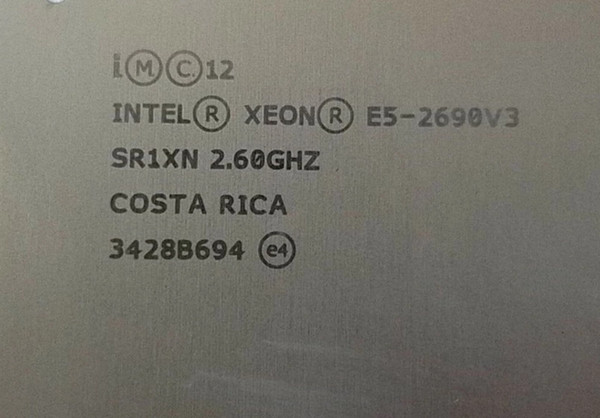 i Ⓜ Ⓒ 12
INTEL® XEON® E5-2690V3
SR1XN 2.60GHZ
COSTA RICA
3428B694 e4